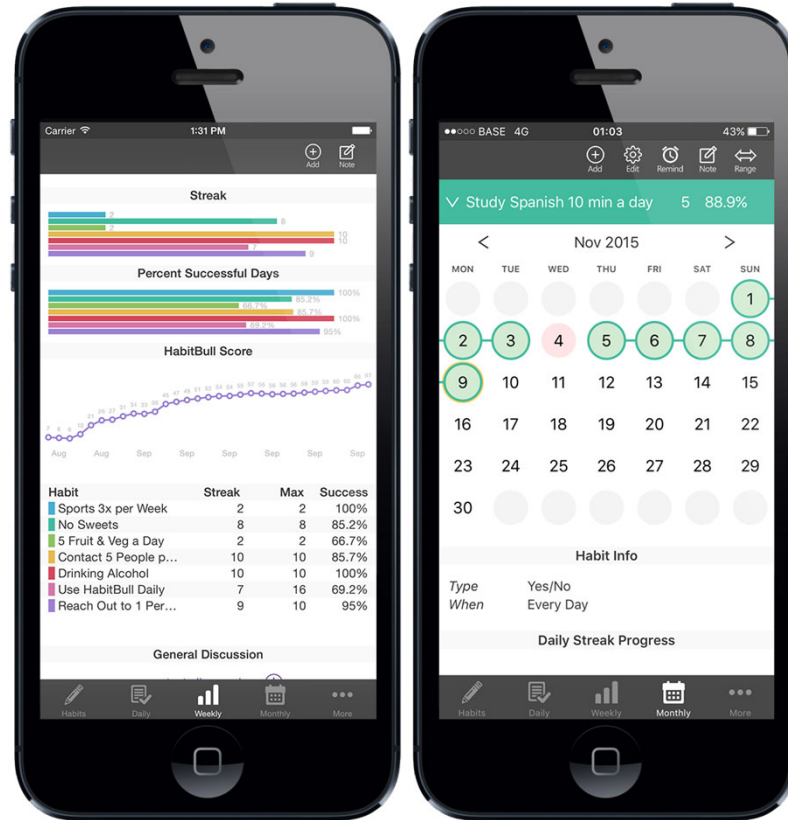 Carrier
1:31 PM
Add
Note
Streak
2
8
2
10
10
7
9
Percent Successful Days
100%
85.2%
66.7%
85.7%
100%
69.2%
95%
HabitBull Score
Aug Aug Sep Sep Sep Sep Sep Sep
Habit Streak Max Success
Sports 3x per Week 2 2 100%
No Sweets 8 8 85.2%
5 Fruit & Veg a Day 2 2 66.7%
Contact 5 People p... 10 10 85.7%
Drinking Alcohol 10 10 100%
Use HabitBull Daily 7 16 69.2%
Reach Out to 1 Per... 9 10 95%
General Discussion
Habits Daily Weekly Monthly More
BASE 4G 01:03 43%
Add Edit Remind Note Range
Study Spanish 10 min a day 5 88.9%
< Nov 2015 >
MON TUE WED THU FRI SAT SUN
1
2 3 4 5 6 7 8
9 10 11 12 13 14 15
16 17 18 19 20 21 22
23 24 25 26 27 28 29
30
Habit Info
Type Yes/No
When Every Day
Daily Streak Progress
Habits Daily Weekly Monthly More